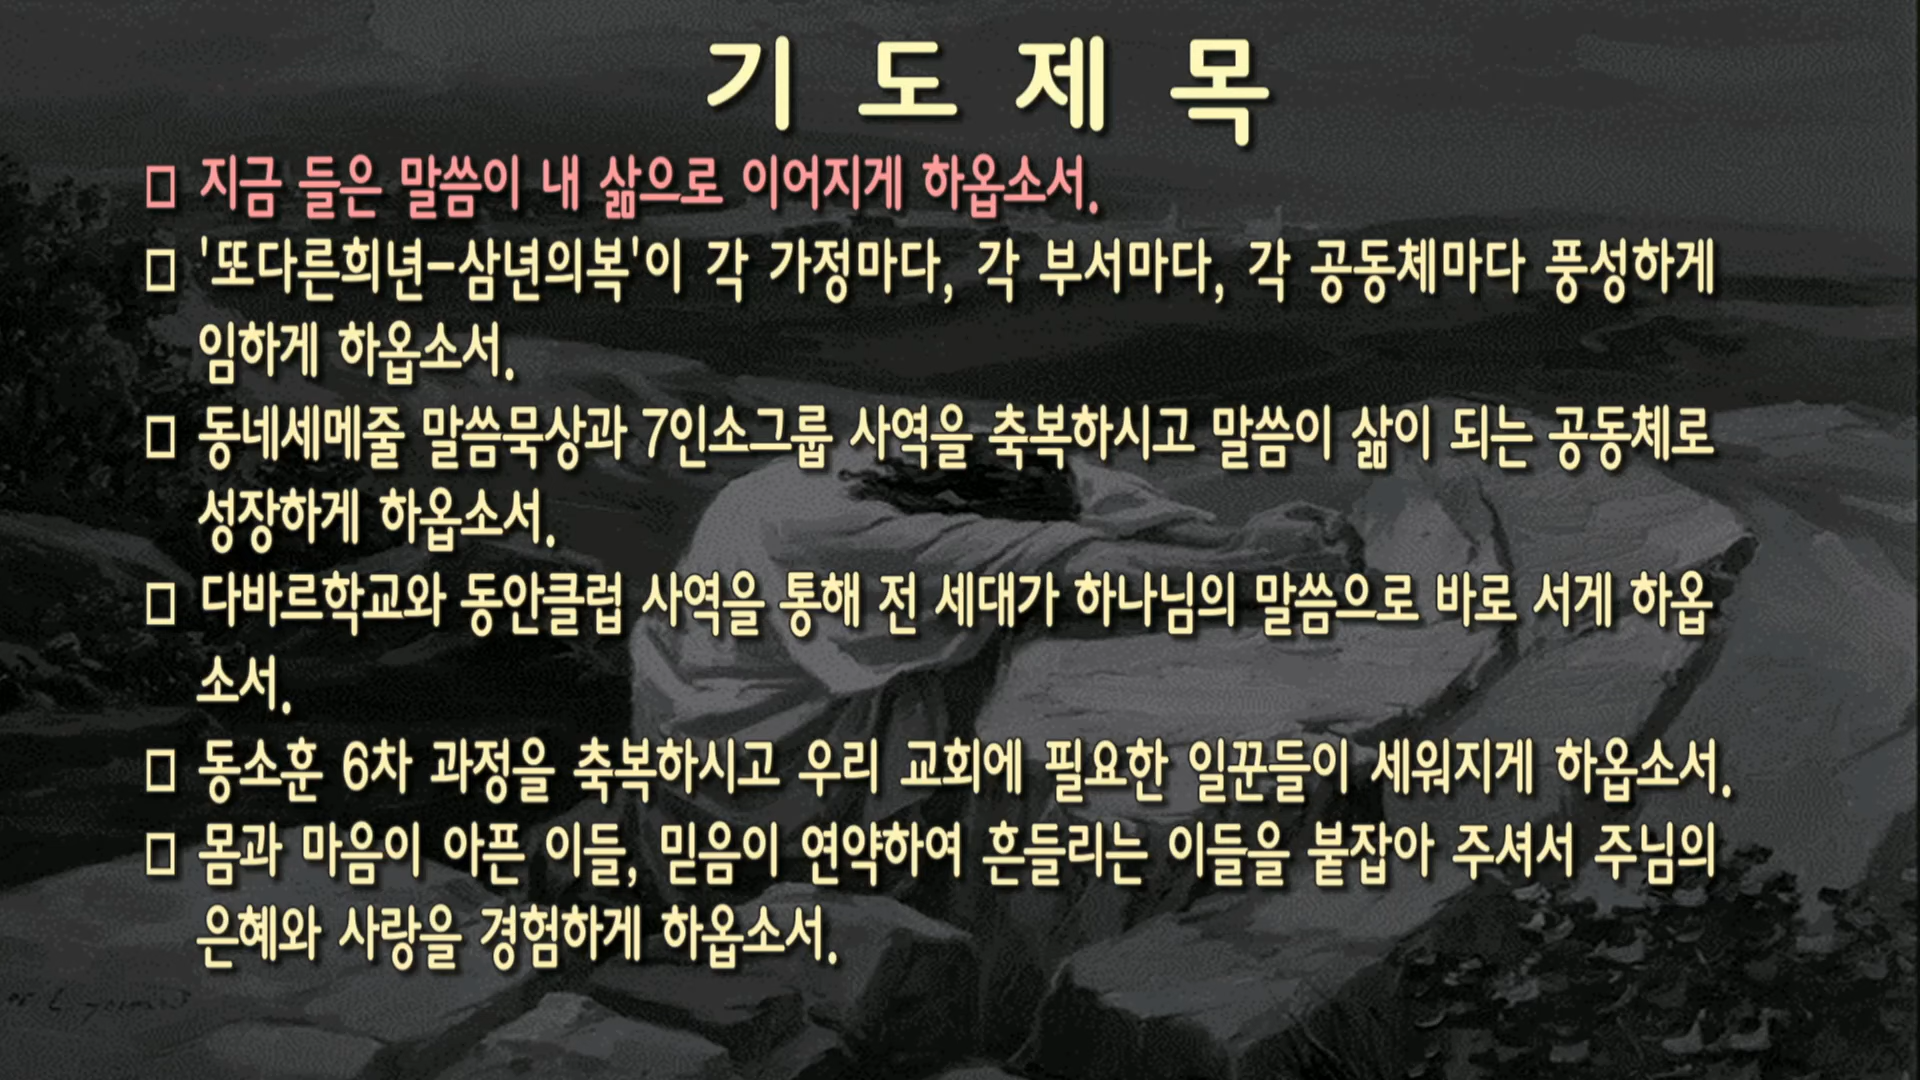 기 도 제 목
□ 지금 들은 말씀이 내 삶으로 이어지게 하옵소서.
□ '또다른희년-삼년의복'이 각 가정마다, 각 부서마다, 각 공동체마다 풍성하게
임하게 하옵소서.
□ 동네세메줄 말씀묵상과 7인소그룹 사역을 축복하시고 말씀이 삶이 되는 공동체로
성장하게 하옵소서.
□ 다바르학교와 동안클럽 사역을 통해 전 세대가 하나님의 말씀으로 바로 서게 하옵
소서.
□ 동소훈 6차 과정을 축복하시고 우리 교회에 필요한 일꾼들이 세워지게 하옵소서.
□ 몸과 마음이 아픈 이들, 믿음이 연약하여 흔들리는 이들을 붙잡아 주셔서 주님의
은혜와 사랑을 경험하게 하옵소서.